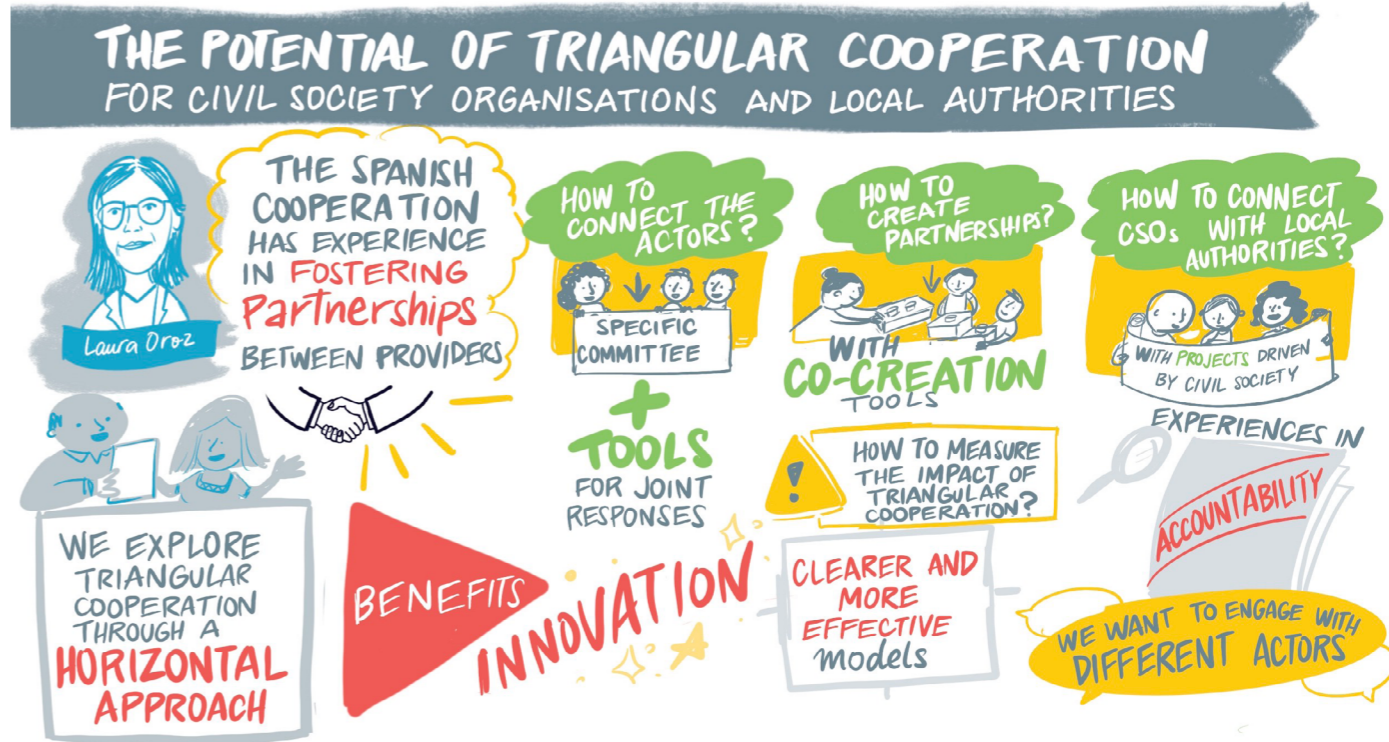 THE POTENTIAL OF TRIANGULAR COOPERATION
FOR CIVIL SOCIETY ORGANISATIONS AND LOCAL AUTHORITIES
Laura Oroz
THE SPANISH
COOPERATION
HAS EXPERIENCE
IN FOSTERING
Partnerships
BETWEEN PROVIDERS
HOW TO
CONNECT THE
ACTORS?
SPECIFIC
COMMITTEE
+
TOOLS
FOR JOINT
RESPONSES
HOW TO
CREATE
PARTNERSHIPS?
WITH
CO-CREATION
TOOLS
HOW TO CONNECT
CSOs WITH LOCAL
AUTHORITIES?
WITH PROJECTS DRIVEN
BY CIVIL SOCIETY
WE EXPLORE
TRIANGULAR
COOPERATION
THROUGH A
HORIZONTAL
APPROACH
BENEFITS
INNOVATION
!
HOW TO MEASURE
THE IMPACT OF
TRIANGULAR
COOPERATION?
CLEARER AND
MORE
EFFECTIVE
models
EXPERIENCES IN
ACCOUNTABILITY
WE WANT TO ENGAGE WITH
DIFFERENT ACTORS